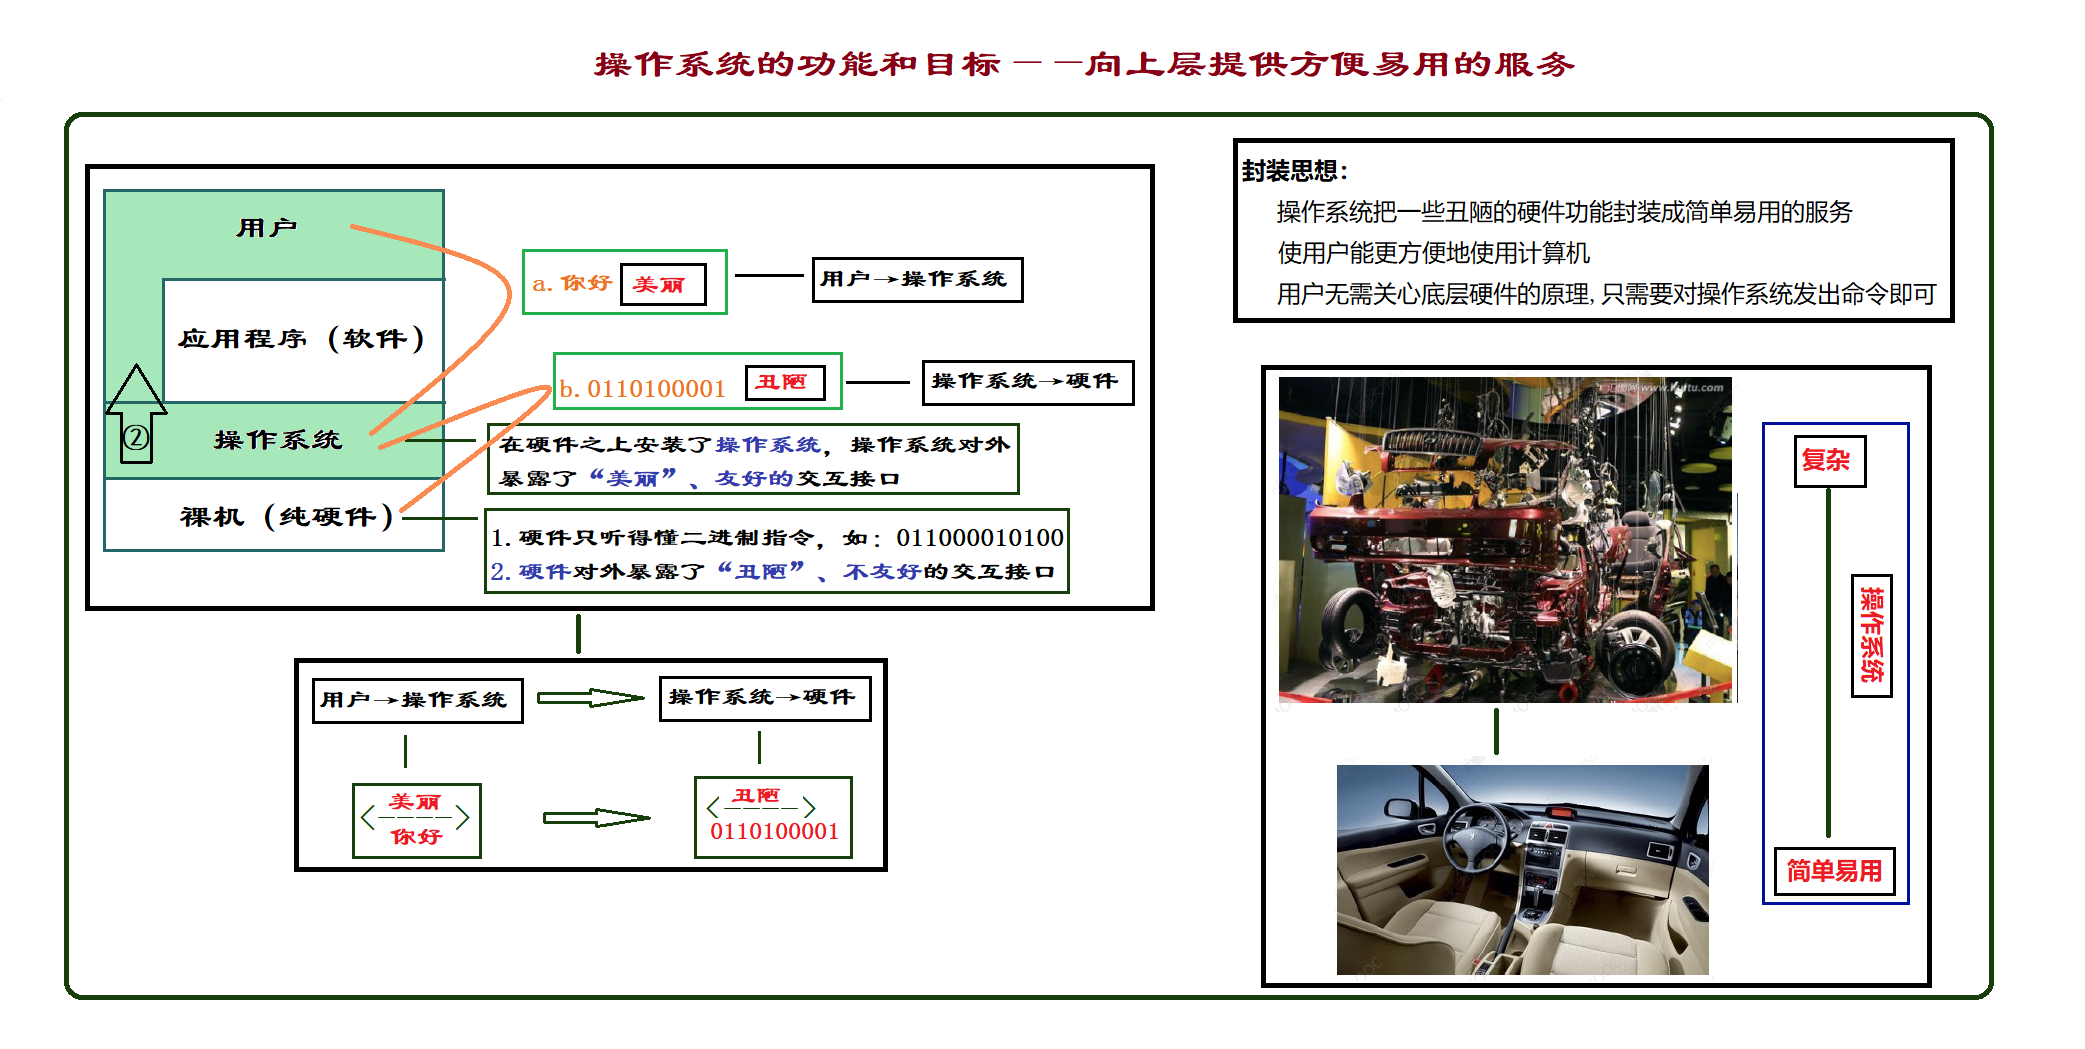 操作系统的功能和目标 — —向上层提供方便易用的服务
用户
应用程序（软件）
②
操作系统
裸机（纯硬件）
a.你好 美丽
用户→操作系统
b.0110100001 丑陋
操作系统→硬件
在硬件之上安装了操作系统，操作系统对外
暴露了“美丽”、友好的交互接口
1.硬件只听得懂二进制指令，如：011000010100
2.硬件对外暴露了“丑陋”、不友好的交互接口
用户→操作系统
操作系统→硬件
美丽
<---->
你好
丑陋
<---->
0110100001
封装思想：
操作系统把一些丑陋的硬件功能封装成简单易用的服务
使用户能更方便地使用计算机
用户无需关心底层硬件的原理，只需要对操作系统发出命令即可
复杂
操作系统
简单易用